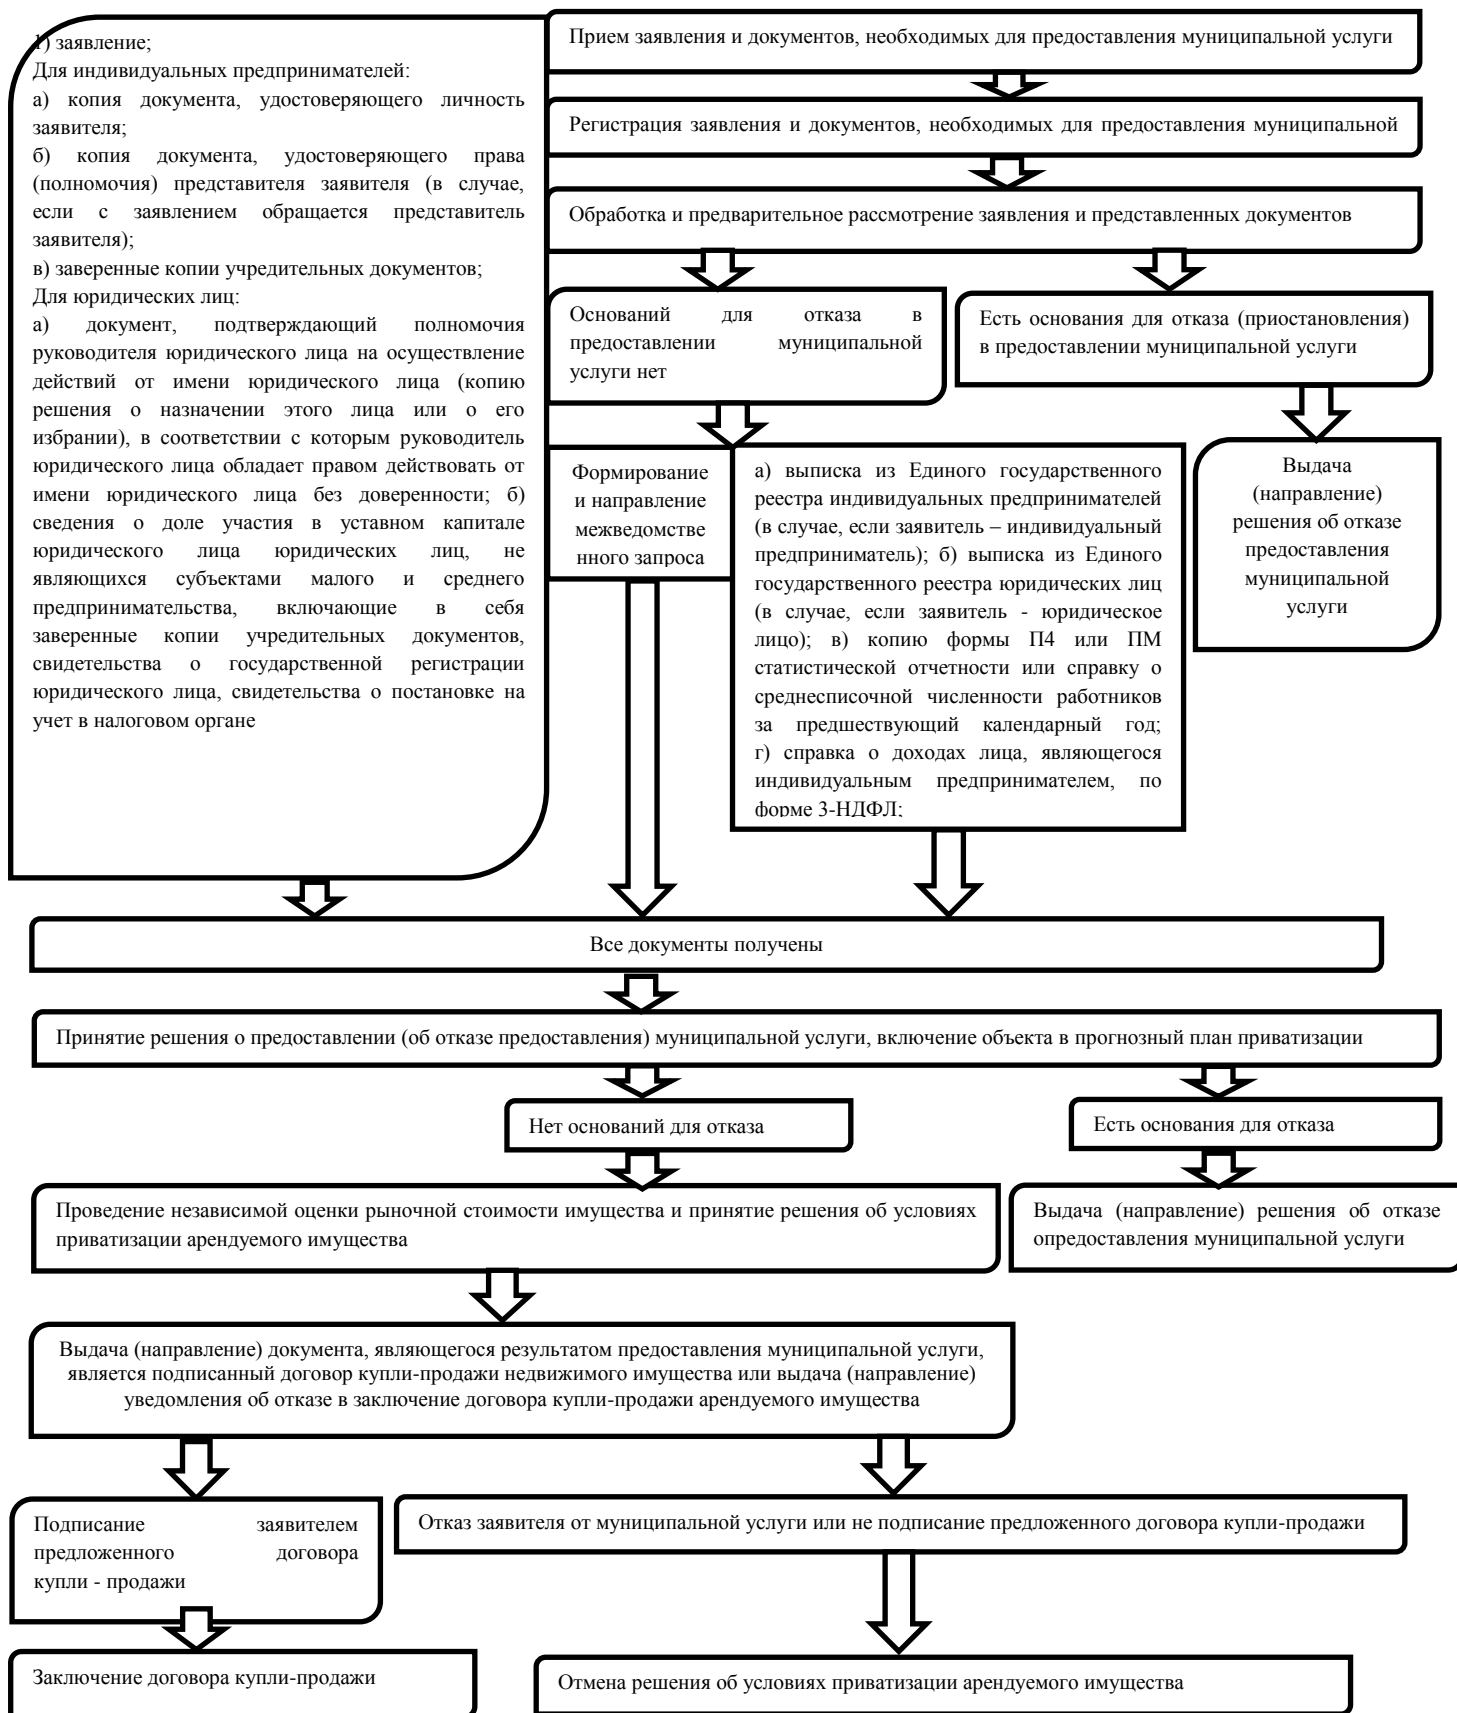 1) заявление;
Для индивидуальных предпринимателей:
а) копия документа, удостоверяющего личность
заявителя;
б) копия документа, удостоверяющего права
(полномочия) представителя заявителя (в случае,
если с заявлением обращается представитель
заявителя);
в) заверенные копии учредительных документов;
Для юридических лиц:
а) документ, подтверждающий полномочия
руководителя юридического лица на осуществление
действий от имени юридического лица (копию
решения о назначении этого лица или о его
избрании), в соответствии с которым руководитель
юридического лица обладает правом действовать от
имени юридического лица без доверенности; б)
сведения о доле участия в уставном капитале
юридического лица юридических лиц, не
являющихся субъектами малого и среднего
предпринимательства, включающие в себя
заверенные копии учредительных документов,
свидетельства о государственной регистрации
юридического лица, свидетельства о постановке на
учет в налоговом органе
Прием заявления и документов, необходимых для предоставления муниципальной услуги
Регистрация заявления и документов, необходимых для предоставления муниципальной
Обработка и предварительное рассмотрение заявления и представленных документов
Оснований для отказа в
предоставлении муниципальной
услуги нет
Есть основания для отказа (приостановления)
в предоставлении муниципальной услуги
Формирование
и направление
межведомстве
нного запроса
а) выписка из Единого государственного
реестра индивидуальных предпринимателей
(в случае, если заявитель – индивидуальный
предприниматель); б) выписка из Единого
государственного реестра юридических лиц
(в случае, если заявитель - юридическое
лицо); в) копию формы П4 или ПМ
статистической отчетности или справку о
среднесписочной численности работников
за предшествующий календарный год;
г) справка о доходах лица, являющегося
индивидуальным предпринимателем, по
форме 3-НДФЛ;
Выдача
(направление)
решения об отказе
предоставления
муниципальной
услуги
Все документы получены
Принятие решения о предоставлении (об отказе предоставления) муниципальной услуги, включение объекта в прогнозный план приватизации
Нет оснований для отказа
Есть основания для отказа
Проведение независимой оценки рыночной стоимости имущества и принятие решения об условиях
приватизации арендуемого имущества
Выдача (направление) решения об отказе
опредоставления муниципальной услуги
Выдача (направление) документа, являющегося результатом предоставления муниципальной услуги,
является подписанный договор купли-продажи недвижимого имущества или выдача (направление)
уведомления об отказе в заключение договора купли-продажи арендуемого имущества
Подписание заявителем
предложенного договора
купли - продажи
Отказ заявителя от муниципальной услуги или не подписание предложенного договора купли-продажи
Заключение договора купли-продажи
Отмена решения об условиях приватизации арендуемого имущества